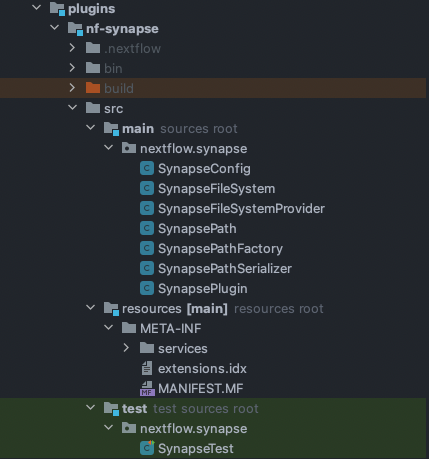 plugins
nf-synapse
.nextflow
bin
build
src
main sources root
nextflow.synapse
C SynapseConfig
C SynapseFileSystem
C SynapseFileSystemProvider
C SynapsePath
C SynapsePathFactory
C SynapsePathSerializer
C SynapsePlugin
resources [main] resources root
META-INF
services
extensions.idx
MF MANIFEST.MF
test test sources root
nextflow.synapse
C SynapseTest